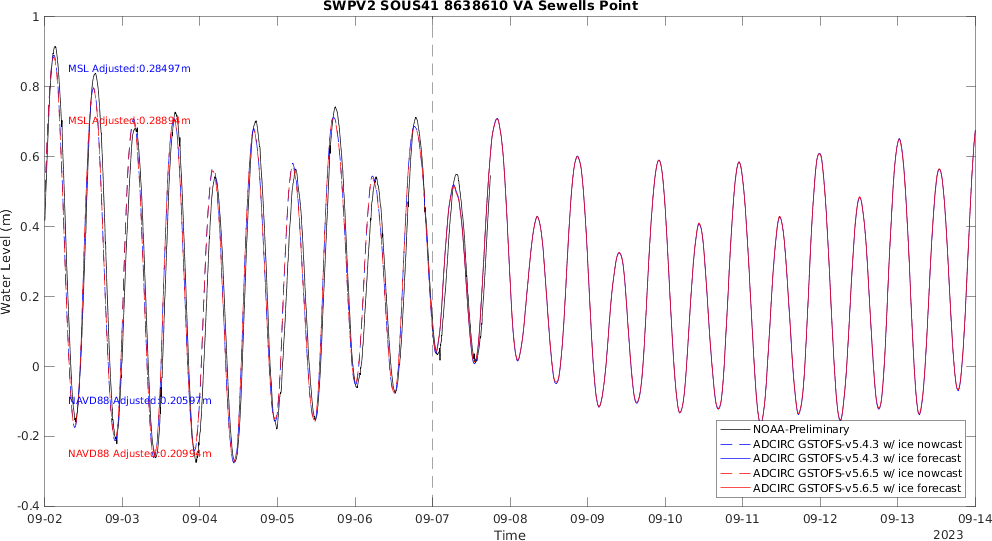 SWPV2 SOUS41 8638610 VA Sewells Point
1
0.8
0.6
0.4
0.2
0
-0.2
-0.4
Water Level (m)
MSL Adjusted:0.28497m
MSL Adjusted:0.28894m
NAVD88 Adjusted:0.20597m
NAVD88 Adjusted:0.20994m
NOAA-Preliminary
ADCIRC GSTOFS-v5.4.3 w/ ice nowcast
ADCIRC GSTOFS-v5.4.3 w/ ice forecast
ADCIRC GSTOFS-v5.6.5 w/ ice nowcast
ADCIRC GSTOFS-v5.6.5 w/ ice forecast
09-02 09-03 09-04 09-05 09-06 09-07 09-08 09-09 09-10 09-11 09-12 09-13 09-14
Time
2023